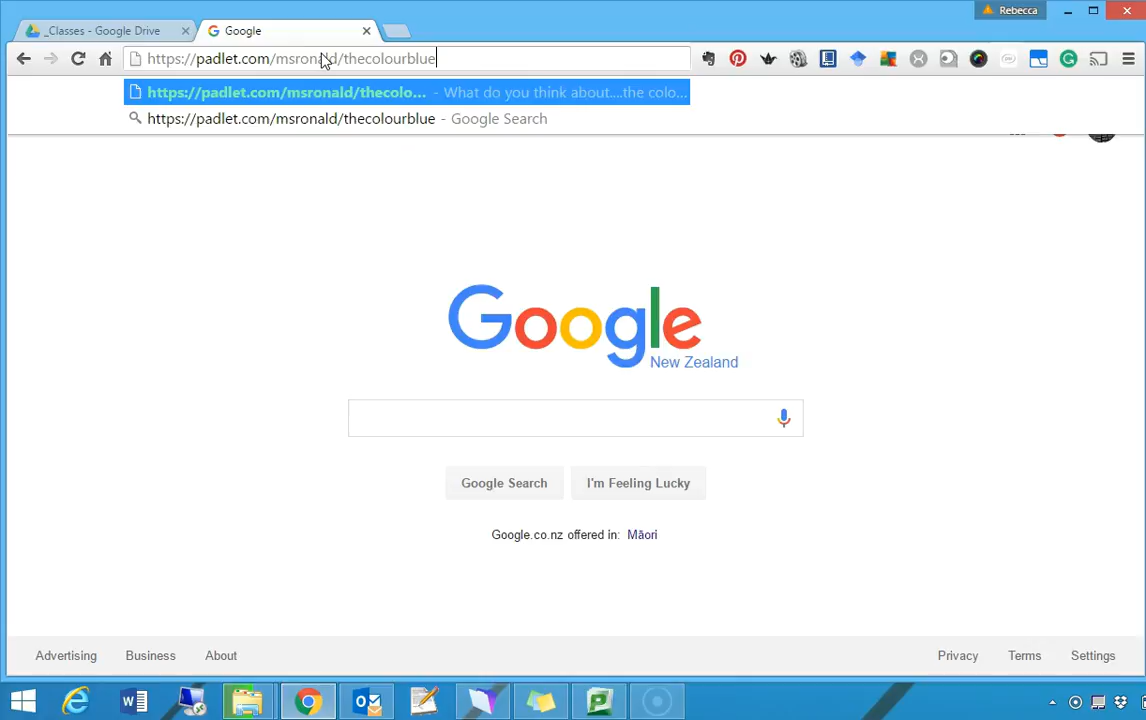 _Classes - Google Drive
Google
Rebecca
https://padlet.com/msronald/thecolourblue
https://padlet.com/msronald/thecolo... - What do you think about....the colo...
https://padlet.com/msronald/thecolourblue - Google Search
Google
New Zealand
Google Search
I'm Feeling Lucky
Google.co.nz offered in: Māori
Advertising Business About Privacy Terms Settings